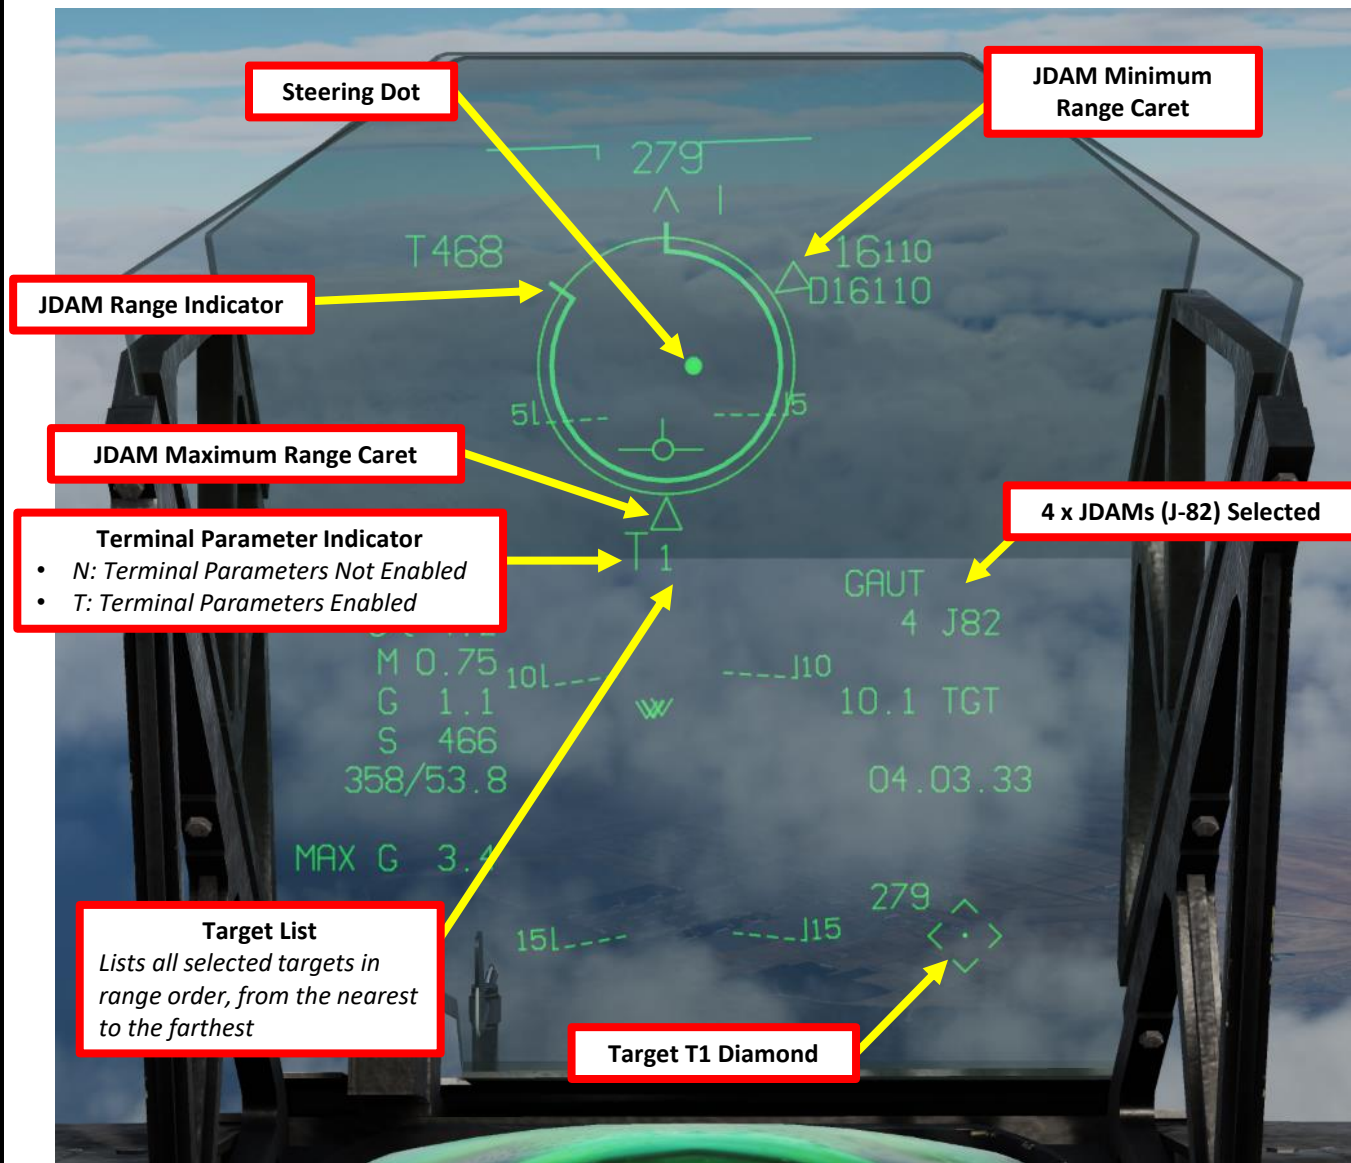 Steering Dot
JDAM Minimum
Range Caret
279
T468
16110
D16110
JDAM Range Indicator
5
5
JDAM Maximum Range Caret
4 x JDAMs (J-82) Selected
Terminal Parameter Indicator
• N: Terminal Parameters Not Enabled
• T: Terminal Parameters Enabled
T 1
GAUT
4 J82
M 0.75
10
10
G 1.1
10.1 TGT
S 466
358/53.8
04.03.33
MAX G 3.4
279
Target List
Lists all selected targets in
range order, from the nearest
to the farthest
15
15
Target T1 Diamond